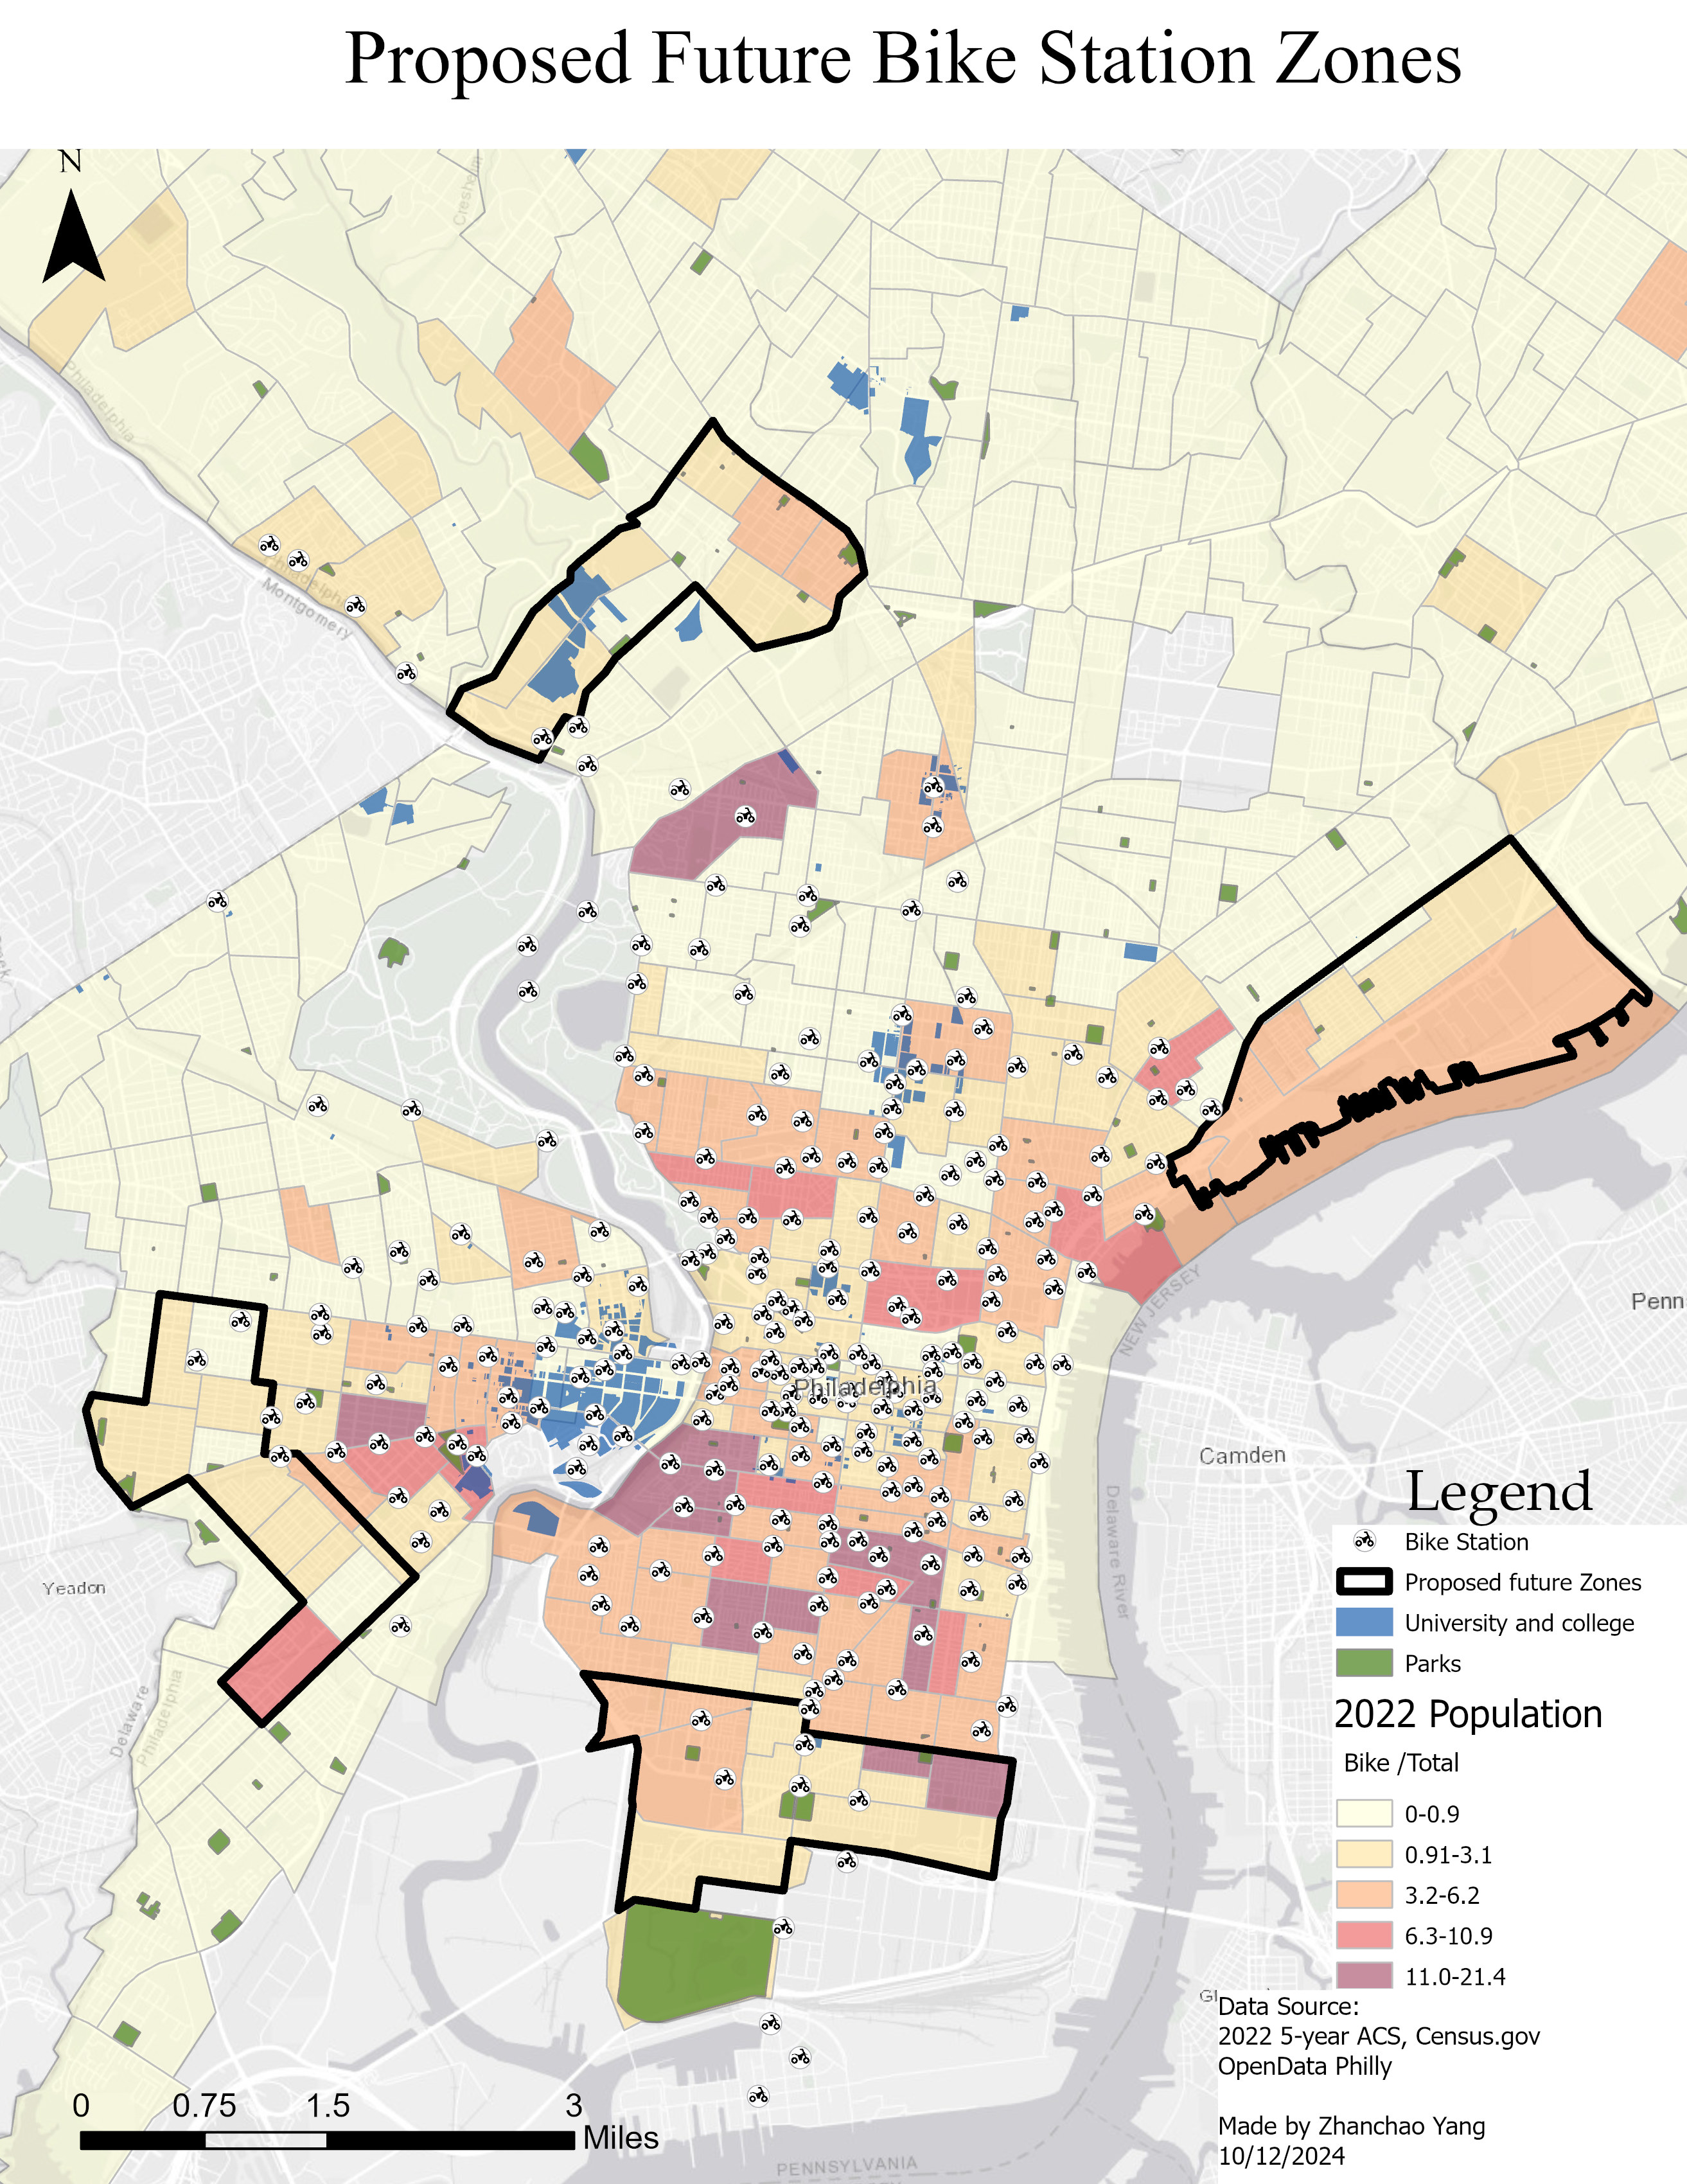 Proposed Future Bike Station Zones
N
Cresheim
Philadelphia
Philadelphia
Montgomery
NEW JERSEY
Penn
Philadelphia
Camden
Legend
Bike Station
Proposed future Zones
University and college
Parks
2022 Population
Bike /Total
0-0.9
0.91-3.1
3.2-6.2
6.3-10.9
11.0-21.4
Yeadon
Delaware River
Delaware
Philadelphia
Gl
Data Source:
2022 5-year ACS, Census.gov
OpenData Philly
Made by Zhanchao Yang
10/12/2024
0 0.75 1.5 3
Miles
PENNSYLVANIA